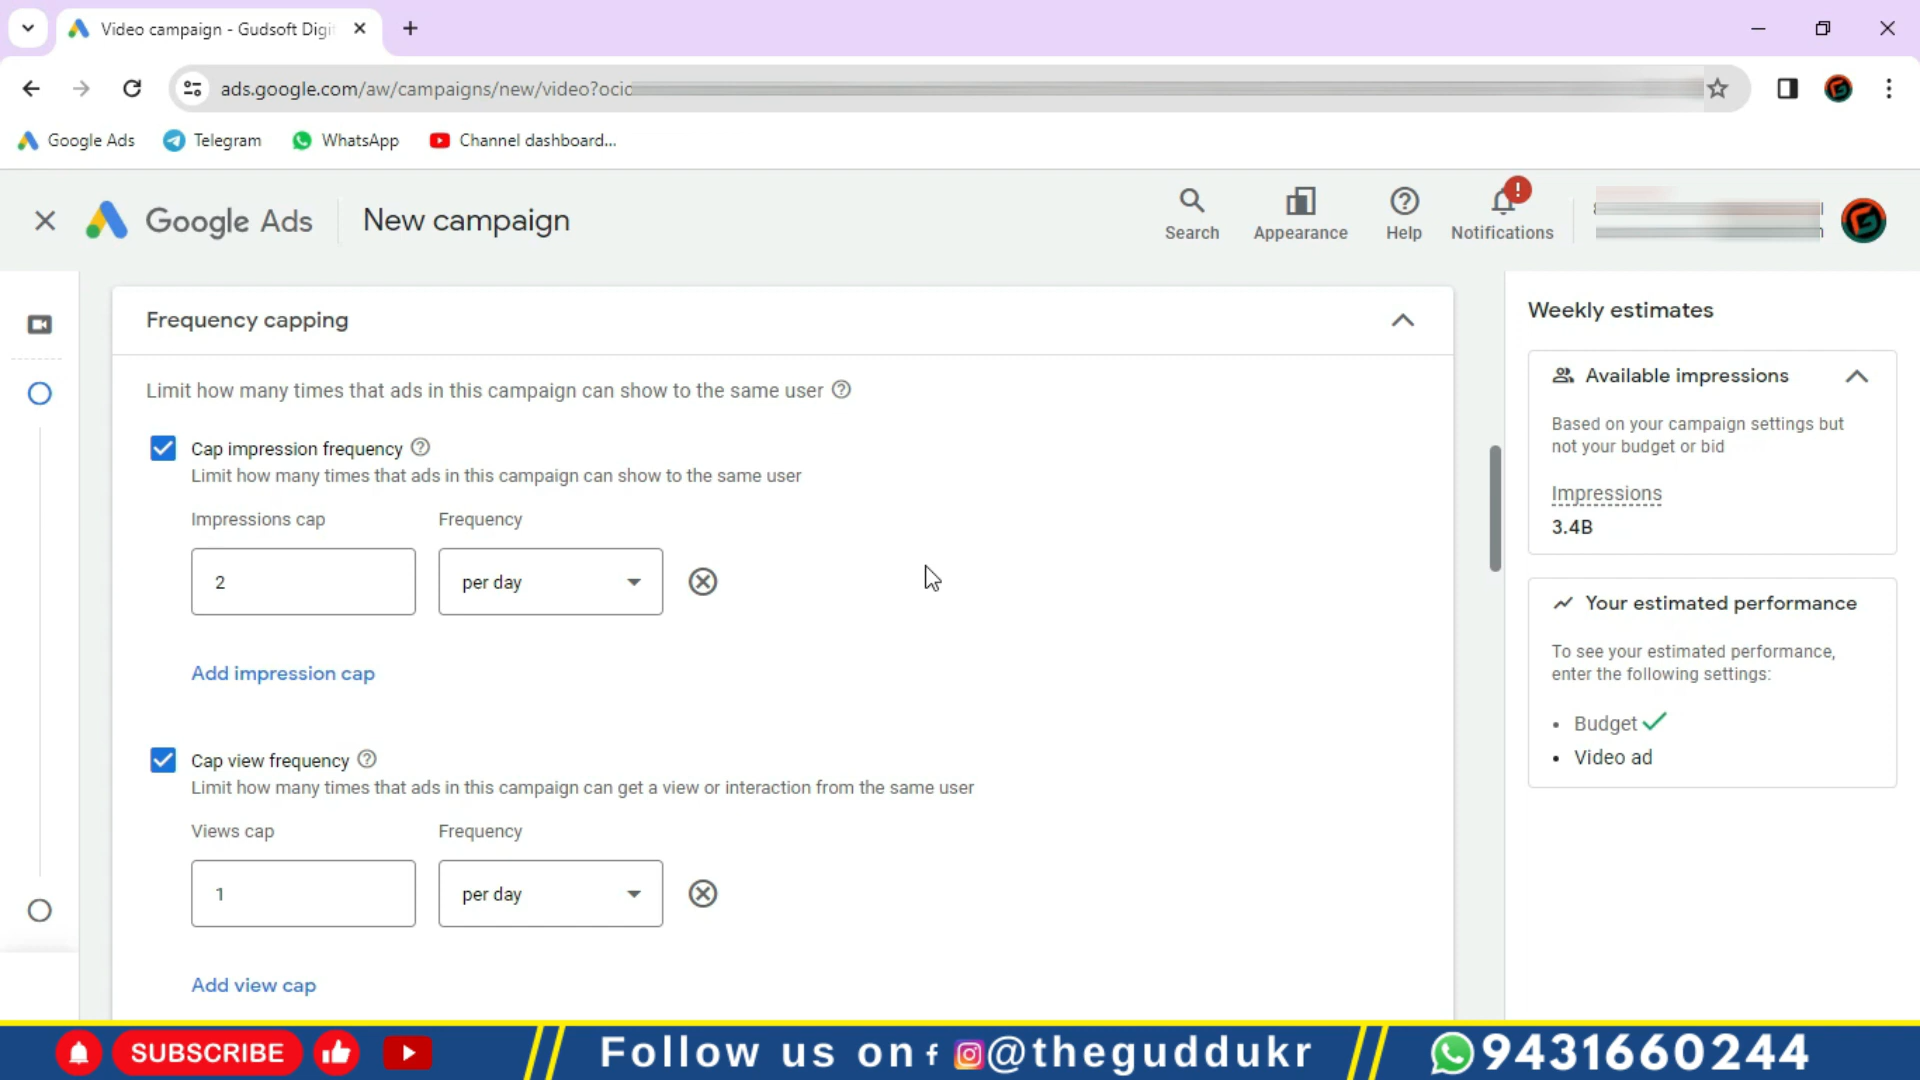 Video campaign - Gudsoft Digi
ads.google.com/aw/campaigns/new/video?ocid
Google Ads
Telegram
WhatsApp
Channel dashboard...
Google Ads
New campaign
Search
Appearance
Help
!
Notifications
Frequency capping
Limit how many times that ads in this campaign can show to the same user
Cap impression frequency
Limit how many times that ads in this campaign can show to the same user
Impressions cap
Frequency
2
per day
Add impression cap
Cap view frequency
Limit how many times that ads in this campaign can get a view or interaction from the same user
Views cap
Frequency
1
per day
Add view cap
Weekly estimates
Available impressions
Based on your campaign settings but
not your budget or bid
Impressions
3.4B
Your estimated performance
To see your estimated performance,
enter the following settings:
• Budget
• Video ad
SUBSCRIBE
Follow us on f @theguddukr
9431660244